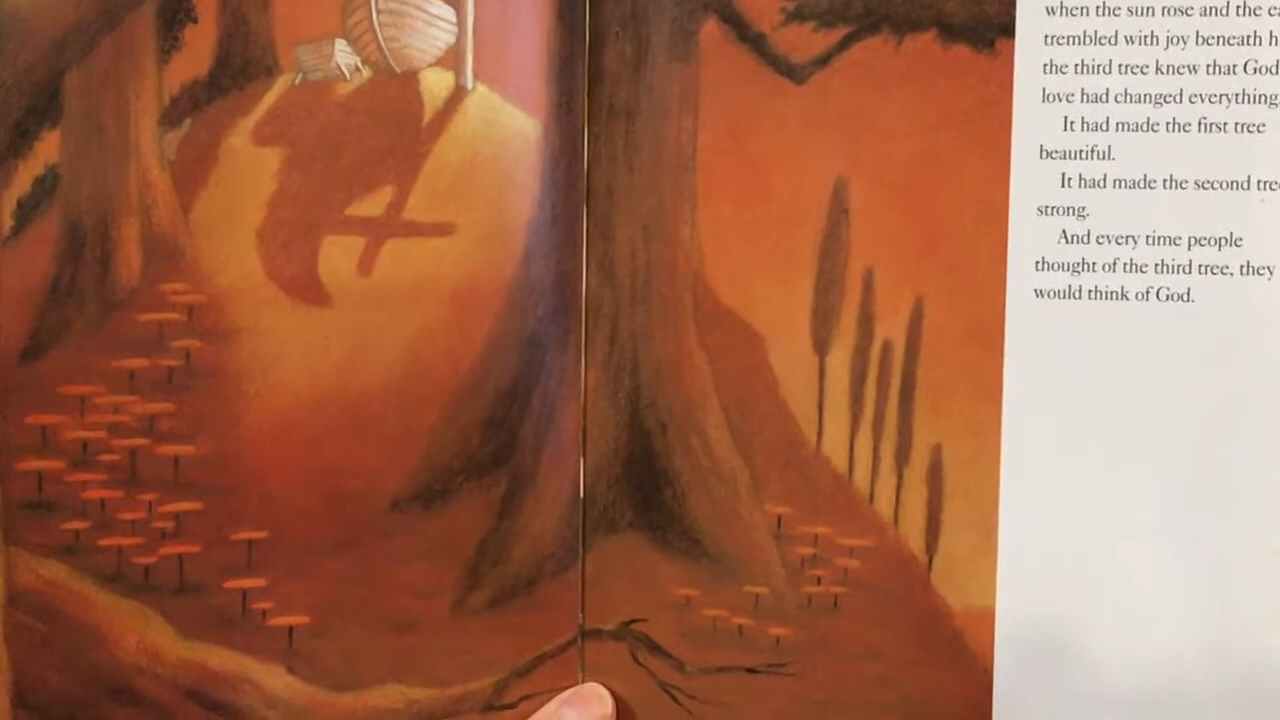 when the sun rose and the
trembled with joy beneath
the third tree knew that God
love had changed everything
It had made the first tree
beautiful.
It had made the second
strong.
And every time people
thought of the third tree, they
would think of God.